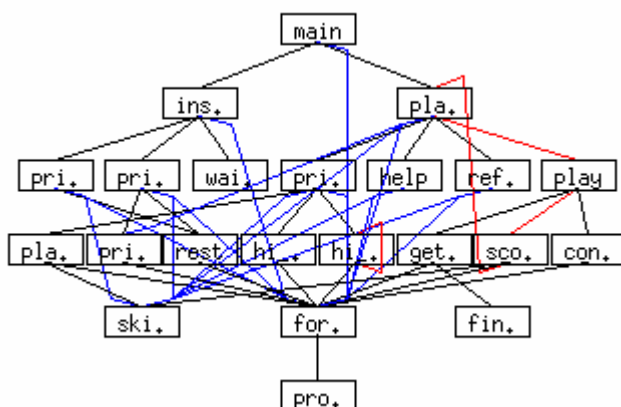 main
ins. pla.
pri. pri. wai. pri. help ref. play
pla. pri. rest hi. get. sco. con.
ski. for. fin.
pro.